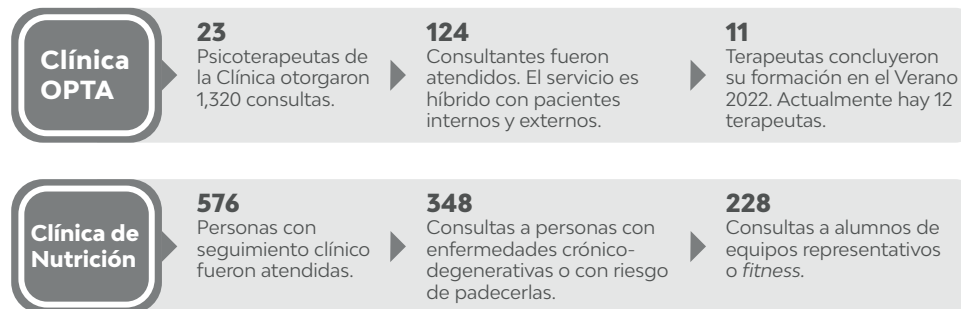 Clínica
OPTA
23
Psicoterapeutas de
la Clínica otorgaron
1,320 consultas.
124
Consultantes fueron
atendidos. El servicio es
híbrido con pacientes
internos y externos.
11
Terapeutas concluyeron
su formación en el Verano
2022. Actualmente hay 12
terapeutas.
Clínica de
Nutrición
576
Personas con
seguimiento clínico
fueron atendidas.
348
Consultas a personas con
enfermedades crónico-
degenerativas o con riesgo
de padecerlas.
228
Consultas a alumnos de
equipos representativos
o fitness.